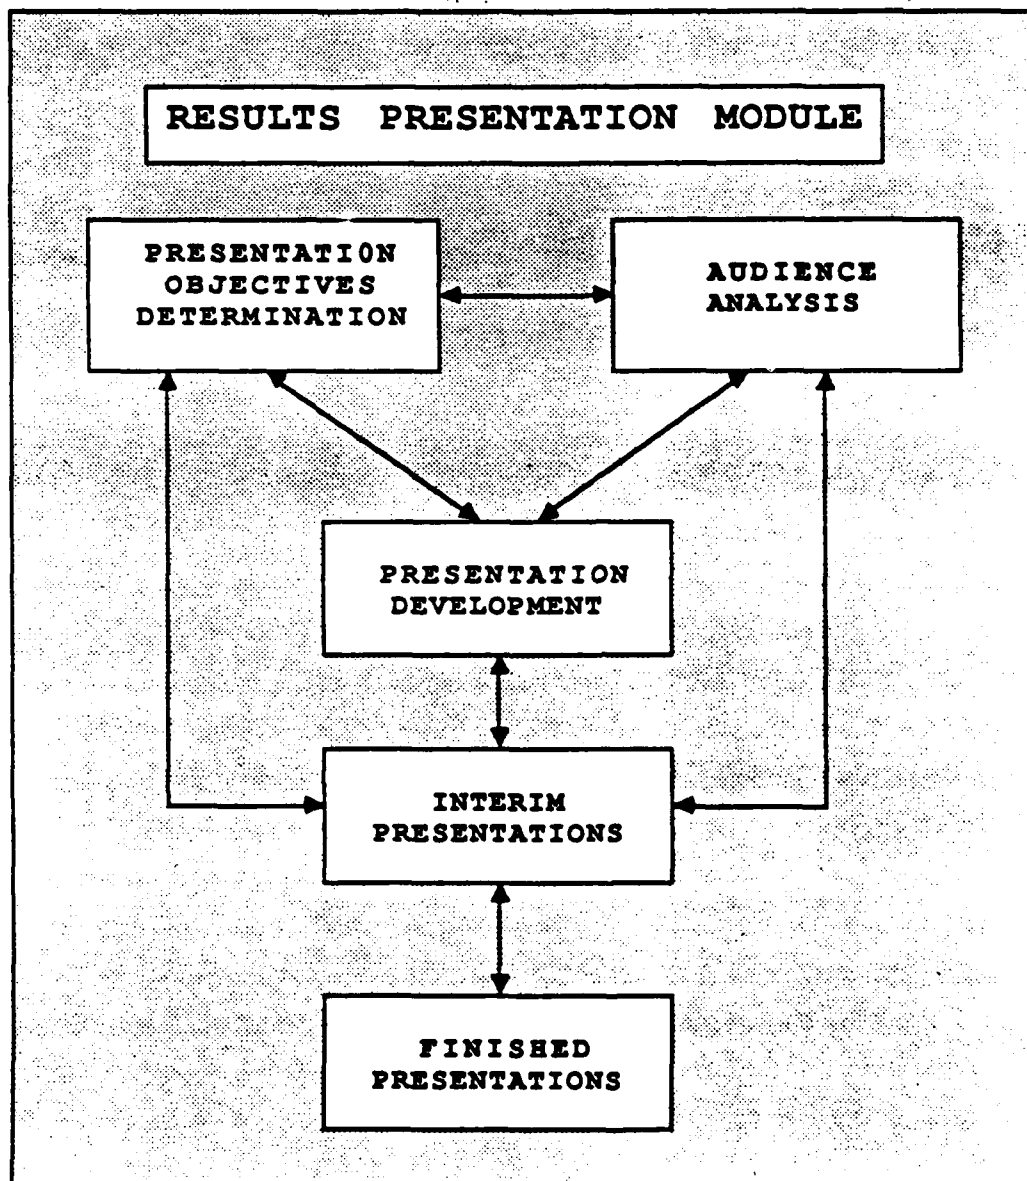 RESULTS PRESENTATION MODULE
PRESENTATION
OBJECTIVES
DETERMINATION
AUDIENCE
ANALYSIS
PRESENTATION
DEVELOPMENT
INTERIM
PRESENTATIONS
FINISHED
PRESENTATIONS